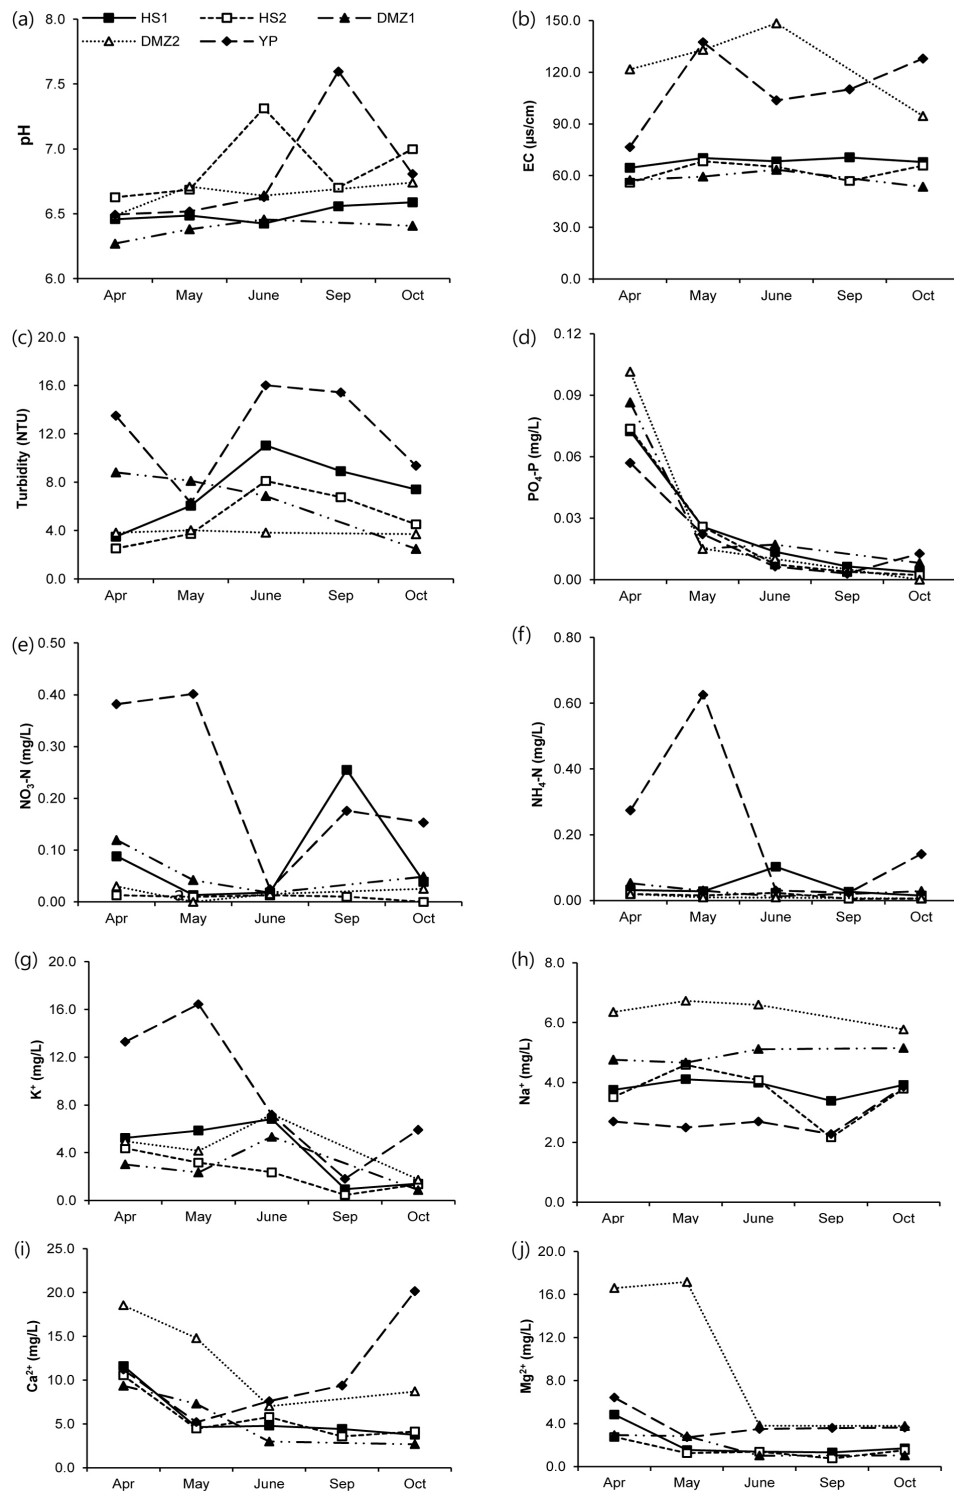 (a)
8.0
7.5
7.0
6.5
6.0
pH
HS1
HS2
DMZ1
DMZ2
YP
Apr May June Sep Oct
(b)
150.0
120.0
90.0
60.0
30.0
0.0
EC (µs/cm)
Apr May June Sep Oct
(c)
20.0
16.0
12.0
8.0
4.0
0.0
Turbidity (NTU)
Apr May June Sep Oct
(d)
0.12
0.09
0.06
0.03
0.00
PO4-P (mg/L)
Apr May June Sep Oct
(e)
0.50
0.40
0.30
0.20
0.10
0.00
NO3-N (mg/L)
a
Apr May June Sep Oct
(f)
0.80
0.60
0.40
0.20
0.00
NH4-N (mg/L)
Apr May June Sep Oct
(g)
20.0
16.0
12.0
8.0
4.0
0.0
K+ (mg/L)
Apr May June Sep Oct
(h)
8.0
6.0
4.0
2.0
0.0
Na+ (mg/L)
Apr May June Sep Oct
(i)
25.0
20.0
15.0
10.0
5.0
0.0
Ca2+ (mg/L)
Apr May June Sep Oct
(j)
20.0
16.0
12.0
8.0
4.0
0.0
Mg2+ (mg/L)
Apr May June Sep Oct